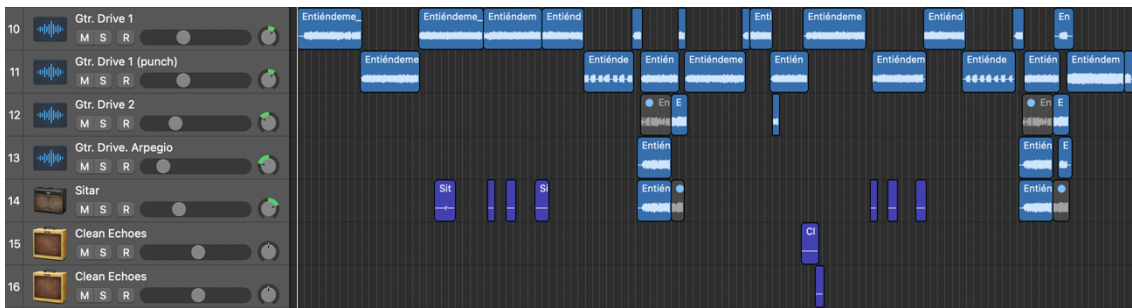 10 Gtr. Drive 1
M S R
Entiéndeme_ Entiéndeme_ Entiéndem Entiénd Enti Entiéndeme Entiénd En
11 Gtr. Drive 1 (punch)
M S R
Entiéndeme Entiénde Entién Entiéndeme Entién Entiéndem Entiénde Entién Entiéndem
12 Gtr. Drive 2
M S R
En E En E
13 Gtr. Drive. Arpegio
M S R
Entién Entién E
14 Sitar
M S R
Sit Si Entién Entién
15 Clean Echoes
M S R
Cl
16 Clean Echoes
M S R